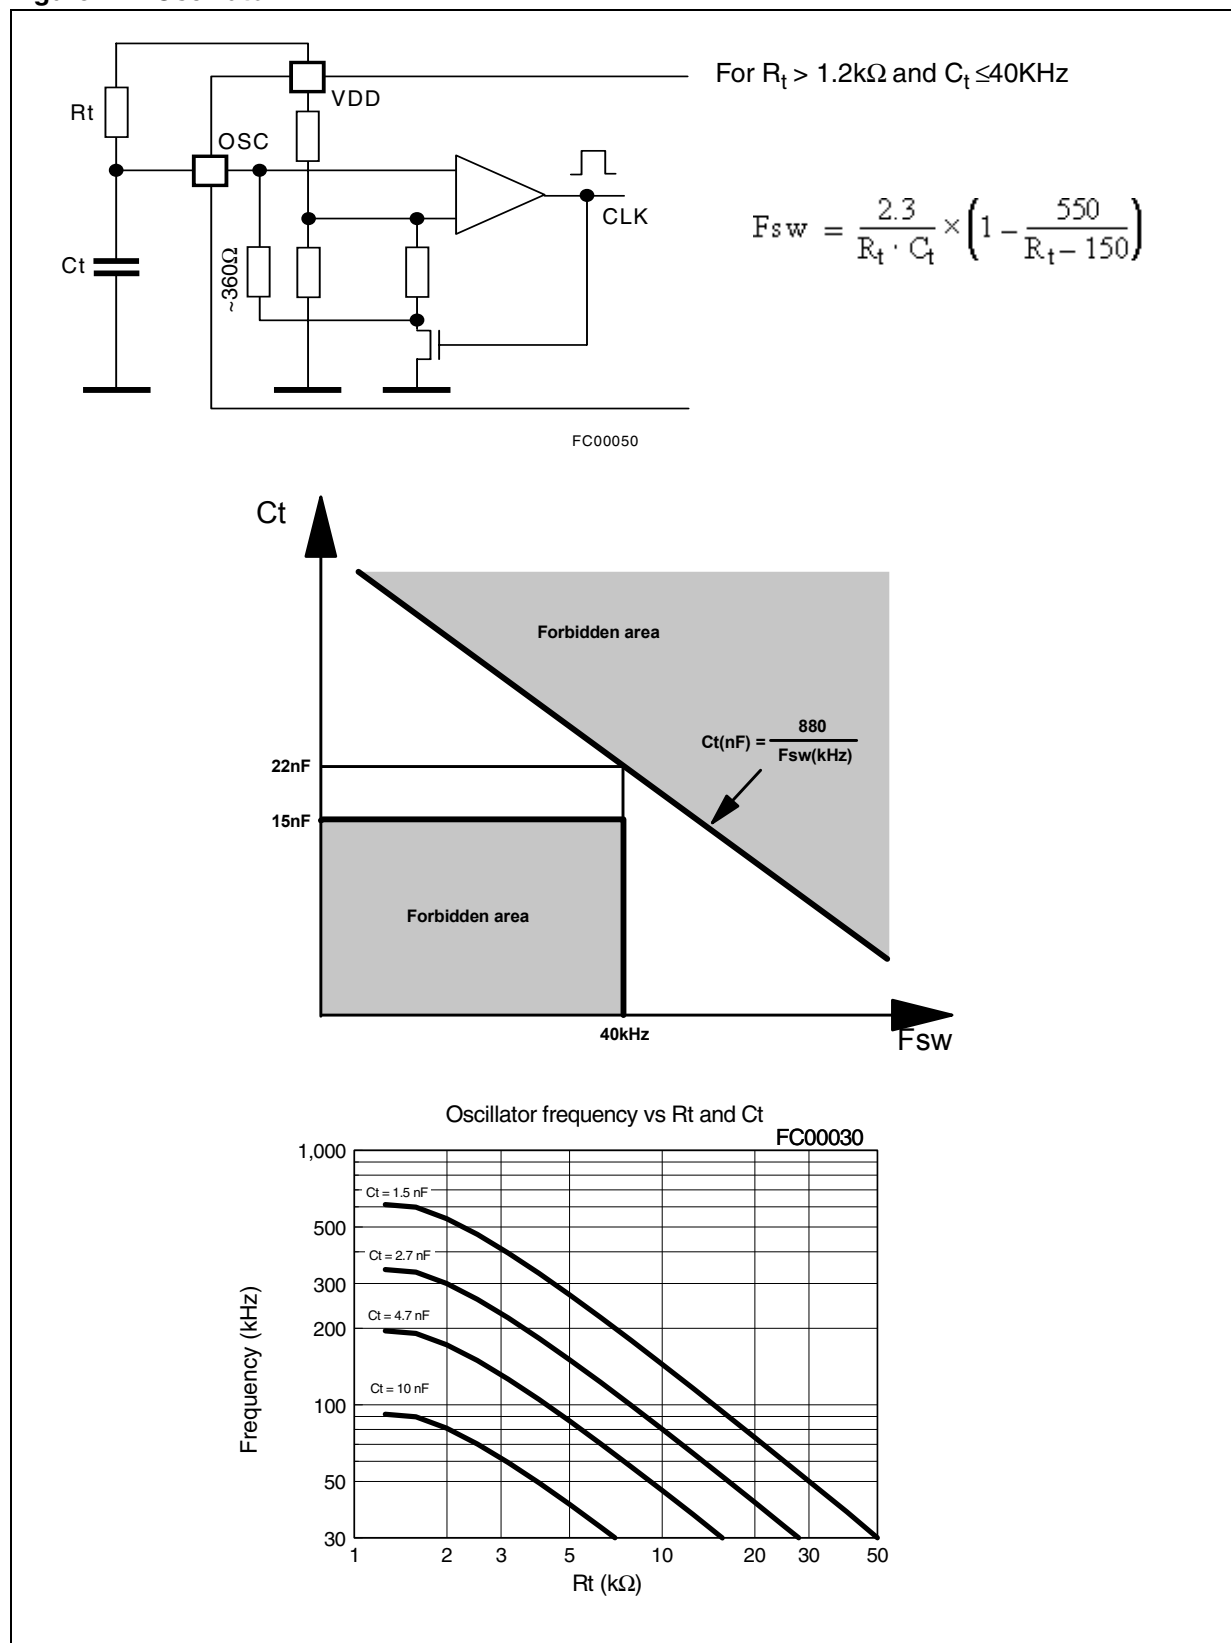 Rt
VDD
OSC
CLK
Ct
~360Ω
FC00050
For Rt > 1.2kΩ and Ct ≤40KHz
Fsw = 2.3 / (Rt · Ct) × (1 − 550 / (Rt − 150))
Ct
Forbidden area
Ct(nF) = 880 / Fsw(kHz)
22nF
15nF
Forbidden area
40kHz
Fsw
Oscillator frequency vs Rt and Ct
FC00030
1,000
Ct = 1.5 nF
500
Ct = 2.7 nF
300
Ct = 4.7 nF
200
Ct = 10 nF
100
50
30
Frequency (kHz)
1 2 3 5 10 20 30 50
Rt (kΩ)